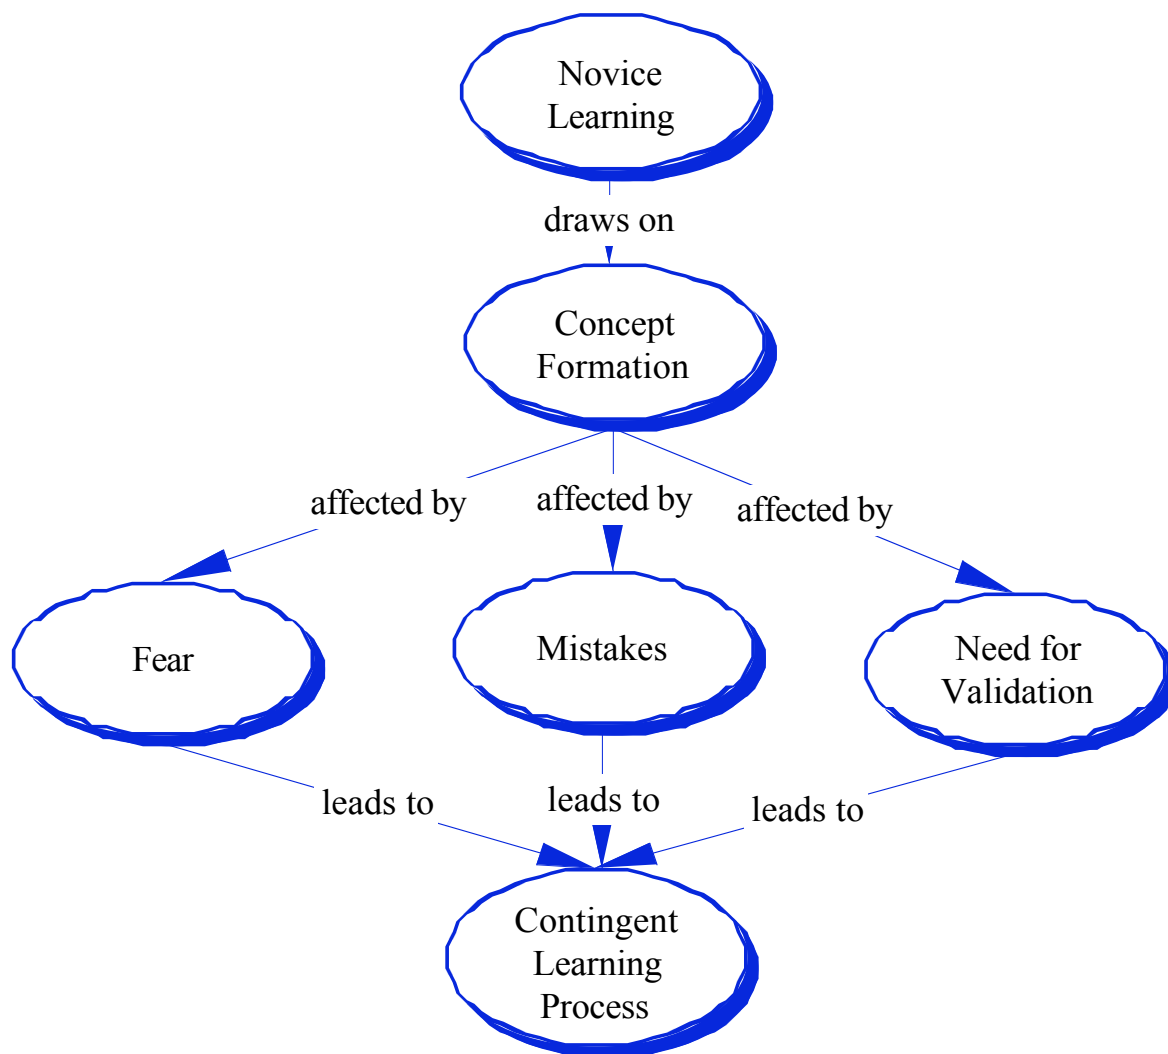 Novice
Learning
draws on
Concept
Formation
affected by
affected by
affected by
Fear
Mistakes
Need for
Validation
leads to
leads to
leads to
Contingent
Learning
Process